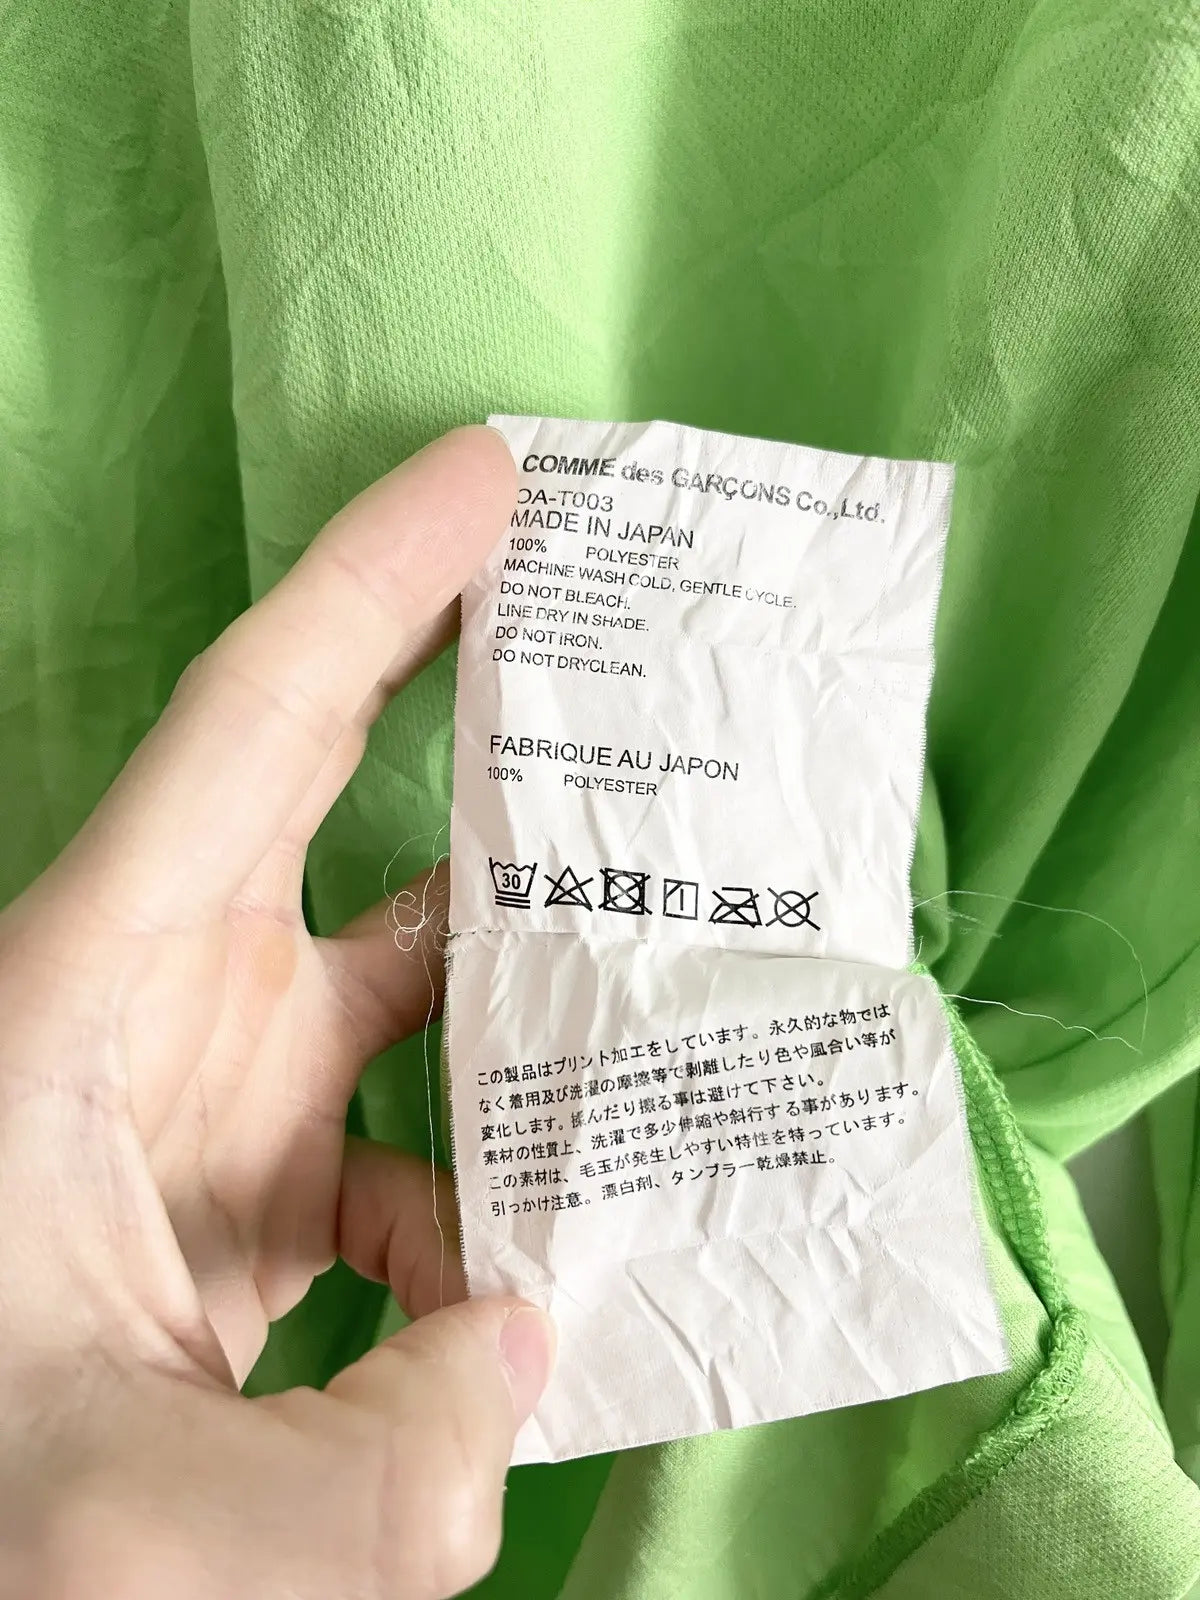 COMME des GARÇONS Co.,Ltd.
OA-T003
MADE IN JAPAN
100% POLYESTER
MACHINE WASH COLD, GENTLE CYCLE.
DO NOT BLEACH.
LINE DRY IN SHADE.
DO NOT IRON.
DO NOT DRYCLEAN.
FABRIQUE AU JAPON
100% POLYESTER
30
この製品はプリント加工をしています。永久的な物では
なく着用及び洗濯の摩擦等で剥離したり色や風合い等が
変化します。揉んだり擦る事は避けて下さい。
素材の性質上、洗濯で多少伸縮や斜行する事があります。
この素材は、毛玉が発生しやすい特性を持っています。
引っかけ注意。漂白剤、タンブラー乾燥禁止。